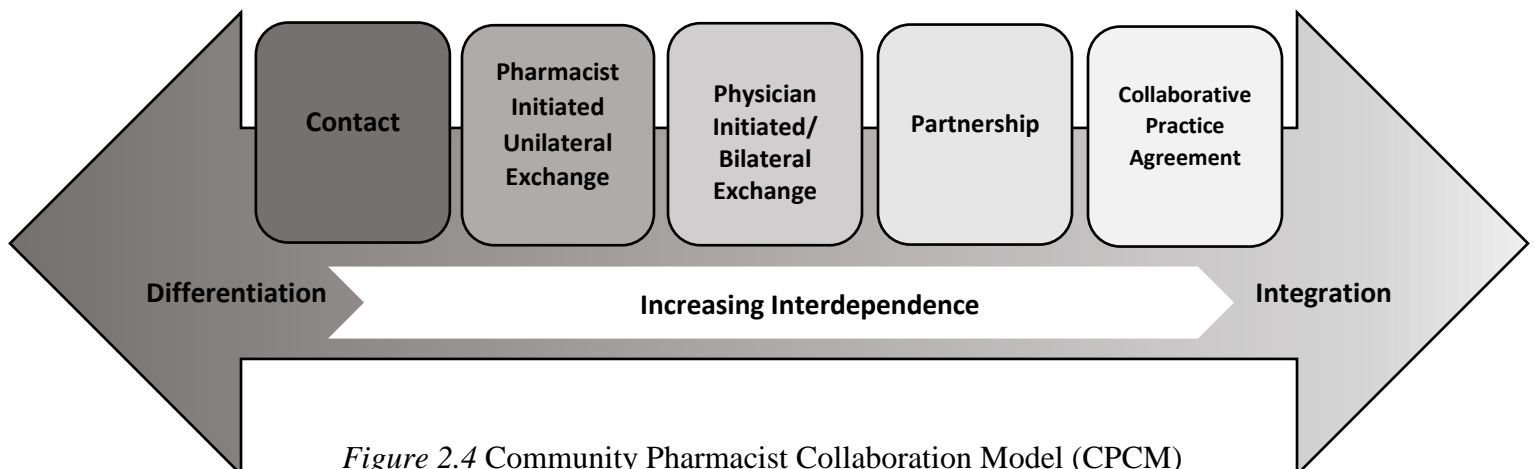 Contact
Pharmacist
Initiated
Unilateral
Exchange
Physician
Initiated/
Bilateral
Exchange
Partnership
Collaborative
Practice
Agreement
Differentiation
Increasing Interdependence
Integration
Figure 2.4 Community Pharmacist Collaboration Model (CPCM)